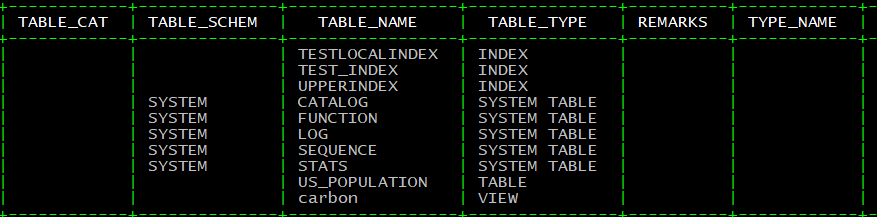 TABLE_CAT TABLE_SCHEM TABLE_NAME TABLE_TYPE REMARKS TYPE_NAME
TESTLOCALINDEX INDEX
TEST_INDEX INDEX
UPPERINDEX INDEX
SYSTEM CATALOG SYSTEM TABLE
SYSTEM FUNCTION SYSTEM TABLE
SYSTEM LOG SYSTEM TABLE
SYSTEM SEQUENCE SYSTEM TABLE
SYSTEM STATS SYSTEM TABLE
US_POPULATION TABLE
carbon VIEW